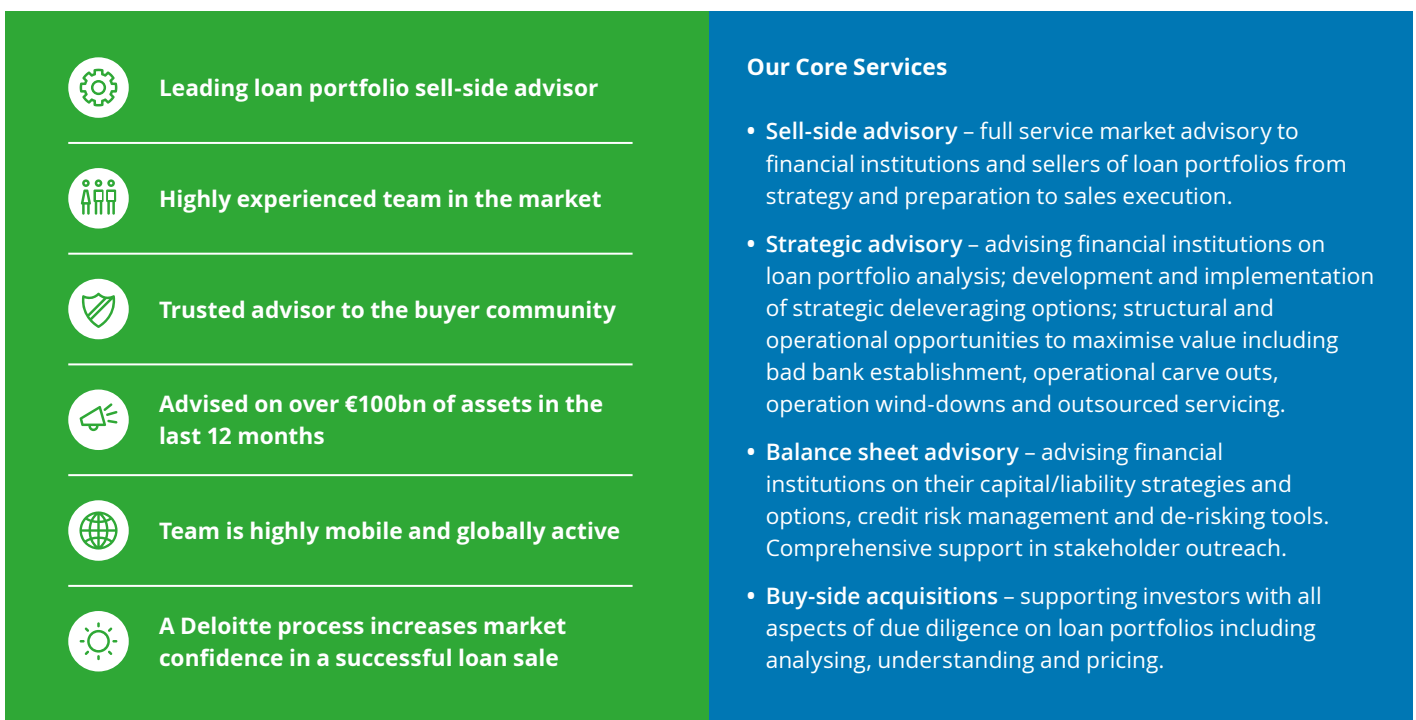 Leading loan portfolio sell-side advisor
Highly experienced team in the market
Trusted advisor to the buyer community
Advised on over €100bn of assets in the
last 12 months
Team is highly mobile and globally active
A Deloitte process increases market
confidence in a successful loan sale
Our Core Services
• Sell-side advisory – full service market advisory to
financial institutions and sellers of loan portfolios from
strategy and preparation to sales execution.
• Strategic advisory – advising financial institutions on
loan portfolio analysis; development and implementation
of strategic deleveraging options; structural and
operational opportunities to maximise value including
bad bank establishment, operational carve outs,
operation wind-downs and outsourced servicing.
• Balance sheet advisory – advising financial
institutions on their capital/liability strategies and
options, credit risk management and de-risking tools.
Comprehensive support in stakeholder outreach.
• Buy-side acquisitions – supporting investors with all
aspects of due diligence on loan portfolios including
analysing, understanding and pricing.